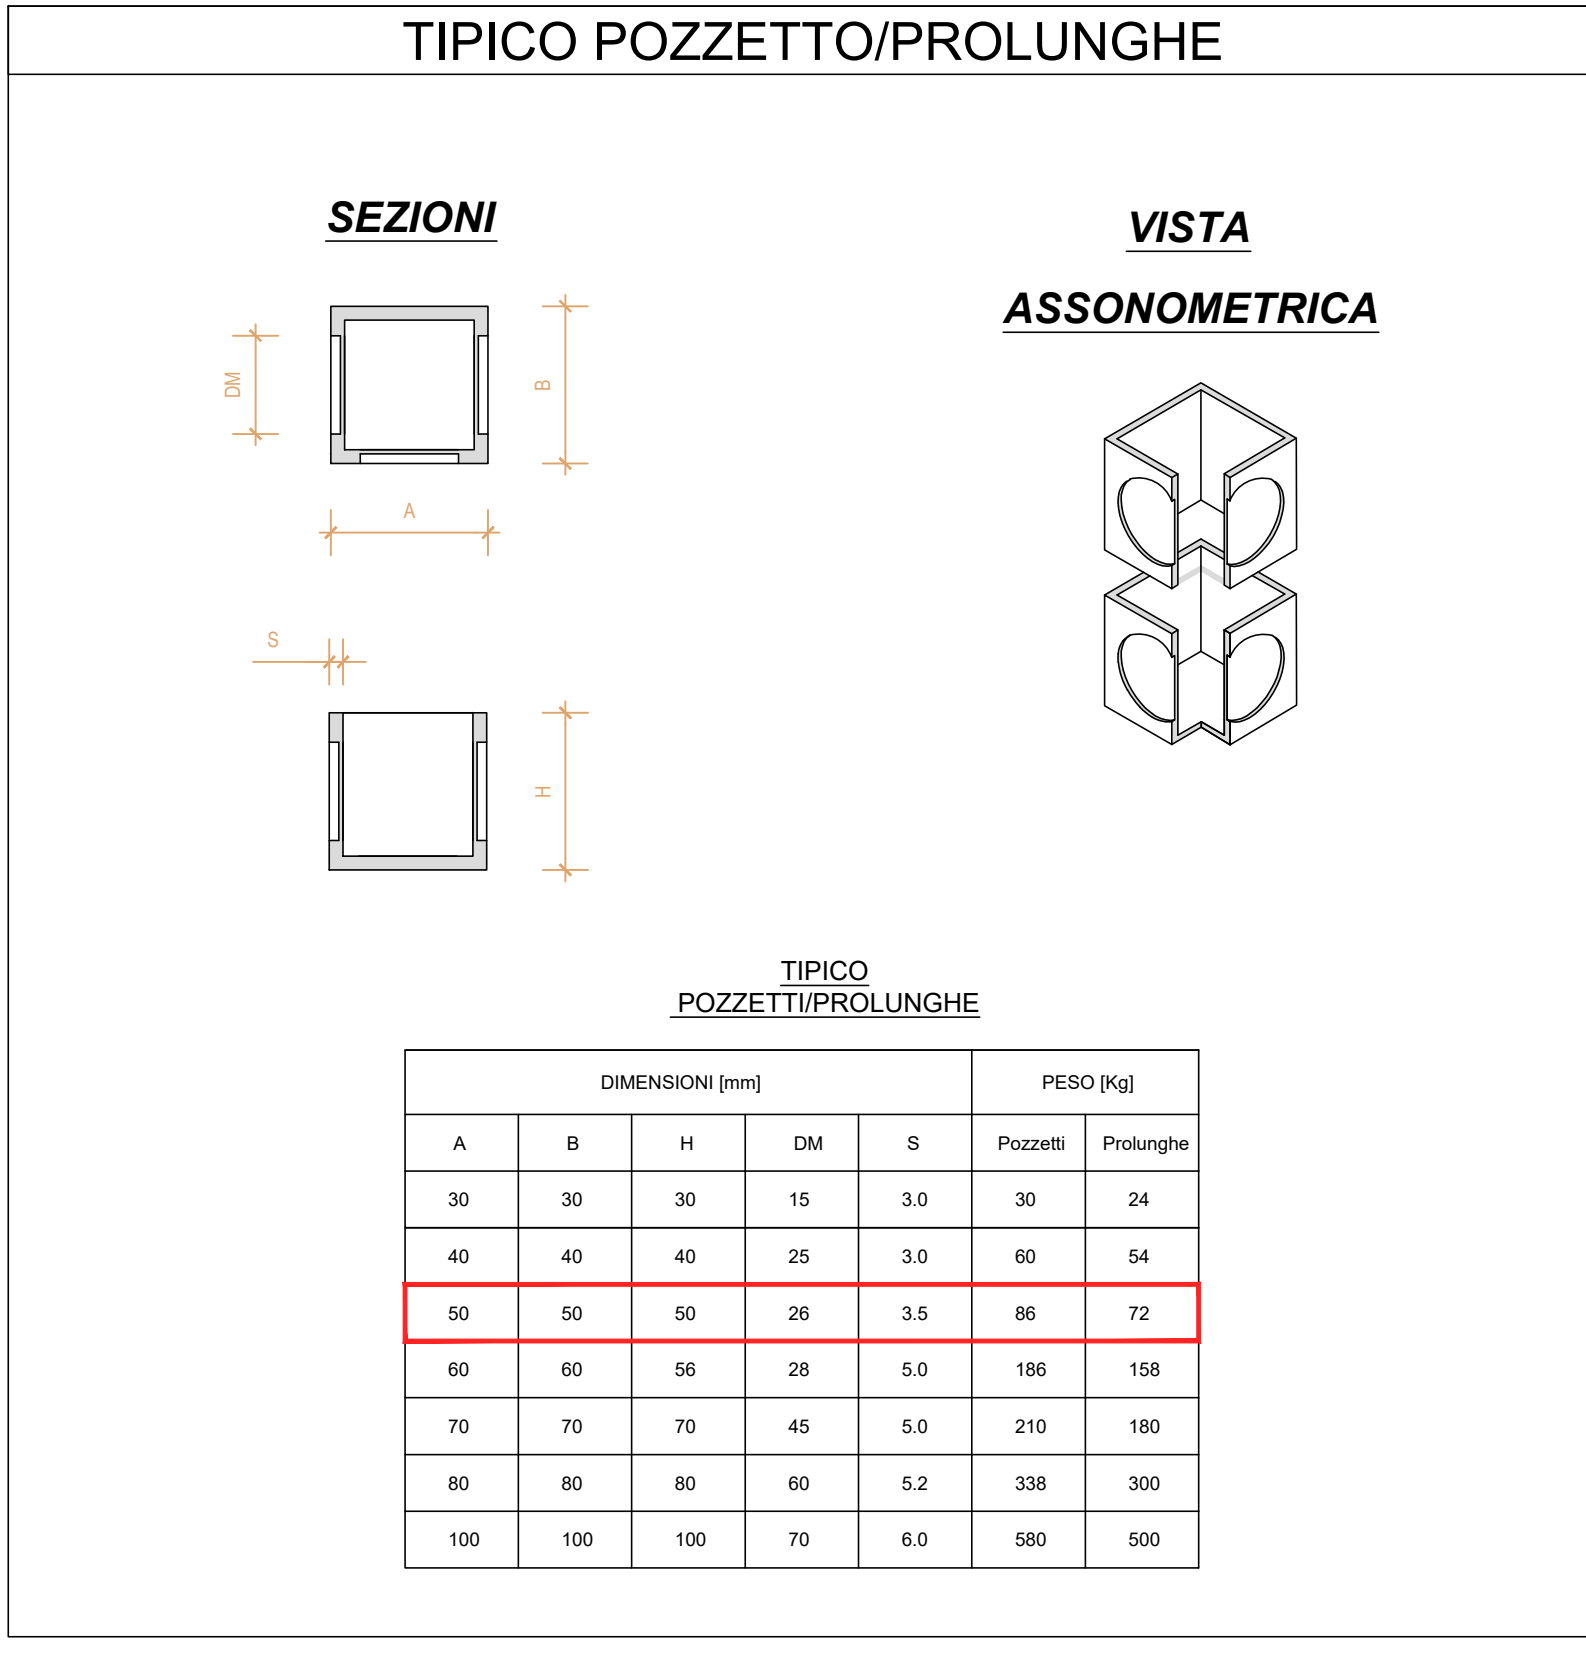 TIPICO POZZETTO/PROLUNGHE
SEZIONI
VISTA
ASSONOMETRICA
DM
B
A
S
H
TIPICO
POZZETTI/PROLUNGHE
DIMENSIONI [mm] PESO [Kg]
A B H DM S Pozzetti Prolunghe
30 30 30 15 3.0 30 24
40 40 40 25 3.0 60 54
50 50 50 26 3.5 86 72
60 60 56 28 5.0 186 158
70 70 70 45 5.0 210 180
80 80 80 60 5.2 338 300
100 100 100 70 6.0 580 500